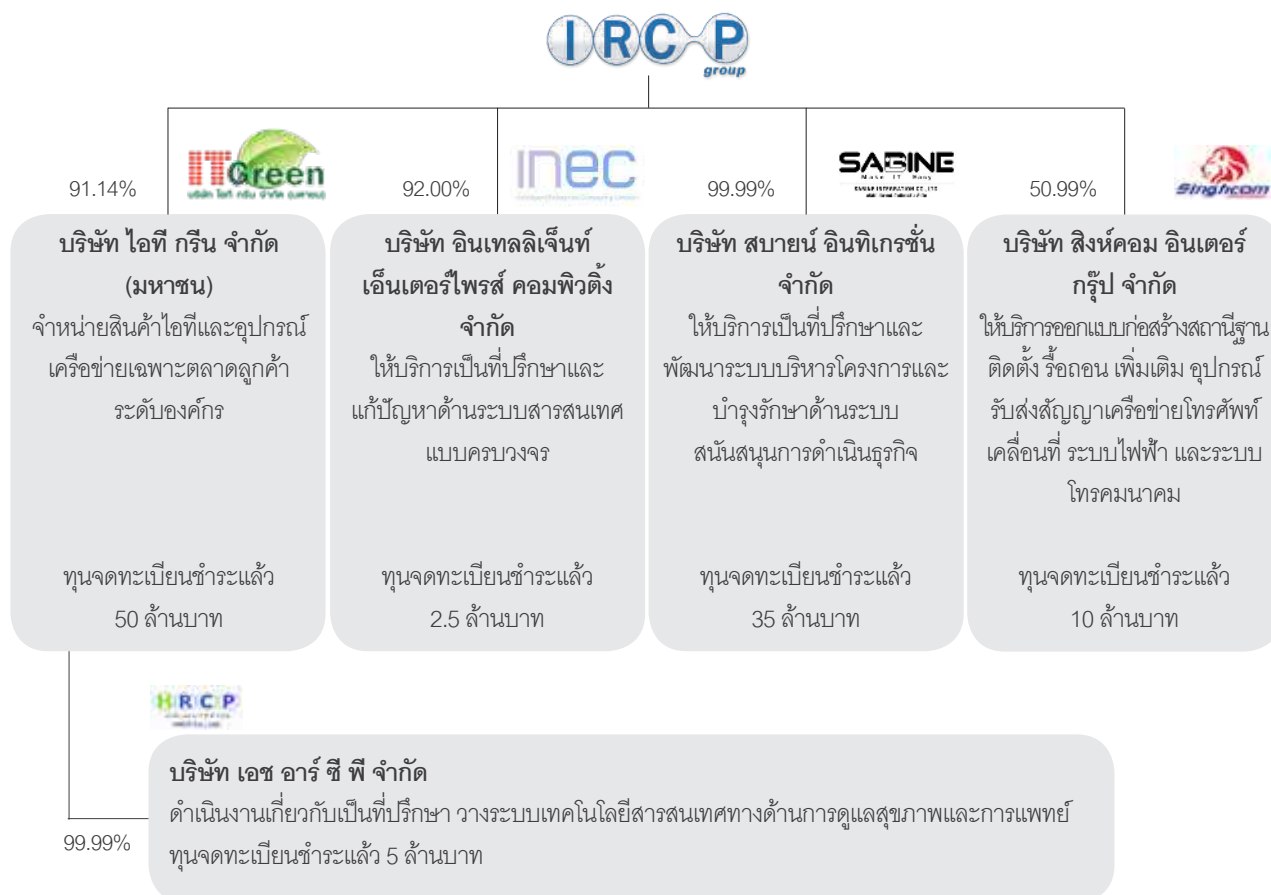 IRCP
group
91.14%
ITGreen
บริษัท ไอที กรีน จำกัด (มหาชน)
บริษัท ไอที กรีน จำกัด
(มหาชน)
จำหน่ายสินค้าไอทีและอุปกรณ์
เครือข่ายเฉพาะตลาดลูกค้า
ระดับองค์กร
ทุนจดทะเบียนชำระแล้ว
50 ล้านบาท
92.00%
inec
บริษัท อินเทลลิเจ็นท์
เอ็นเตอร์ไพรส์ คอมพิวติ้ง
จำกัด
ให้บริการเป็นที่ปรึกษาและ
แก้ปัญหาด้านระบบสารสนเทศ
แบบครบวงจร
ทุนจดทะเบียนชำระแล้ว
2.5 ล้านบาท
99.99%
SABINE
Make IT Easy
SABINE INTEGRATION CO., LTD
บริษัท สบายน์ อินทิเกรชั่น
จำกัด
ให้บริการเป็นที่ปรึกษาและ
พัฒนาระบบบริหารโครงการและ
บำรุงรักษาด้านระบบ
สนันสนุนการดำเนินธุรกิจ
ทุนจดทะเบียนชำระแล้ว
35 ล้านบาท
50.99%
Singhcom
บริษัท สิงห์คอม อินเตอร์
กรุ๊ป จำกัด
ให้บริการออกแบบก่อสร้างสถานีฐาน
ติดตั้ง รื้อถอน เพิ่มเติม อุปกรณ์
รับส่งสัญญาเครือข่ายโทรศัพท์
เคลื่อนที่ ระบบไฟฟ้า และระบบ
โทรคมนาคม
ทุนจดทะเบียนชำระแล้ว
10 ล้านบาท
HRCP
99.99%
บริษัท เอช อาร์ ซี พี จำกัด
ดำเนินงานเกี่ยวกับเป็นที่ปรึกษา วางระบบเทคโนโลยีสารสนเทศทางด้านการดูแลสุขภาพและการแพทย์
ทุนจดทะเบียนชำระแล้ว 5 ล้านบาท